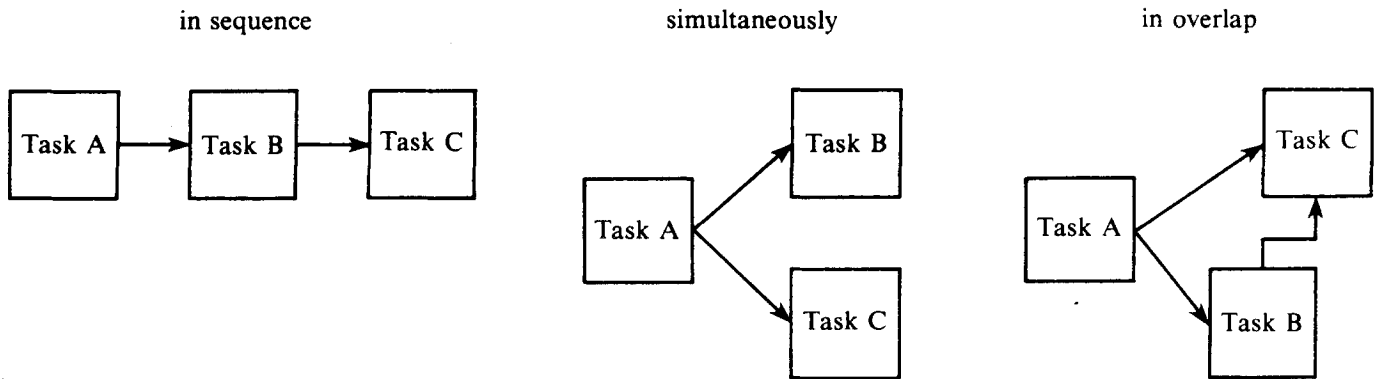 in sequence
simultaneously
in overlap
Task A
Task B
Task C
Task A
Task B
Task C
Task A
Task C
Task B